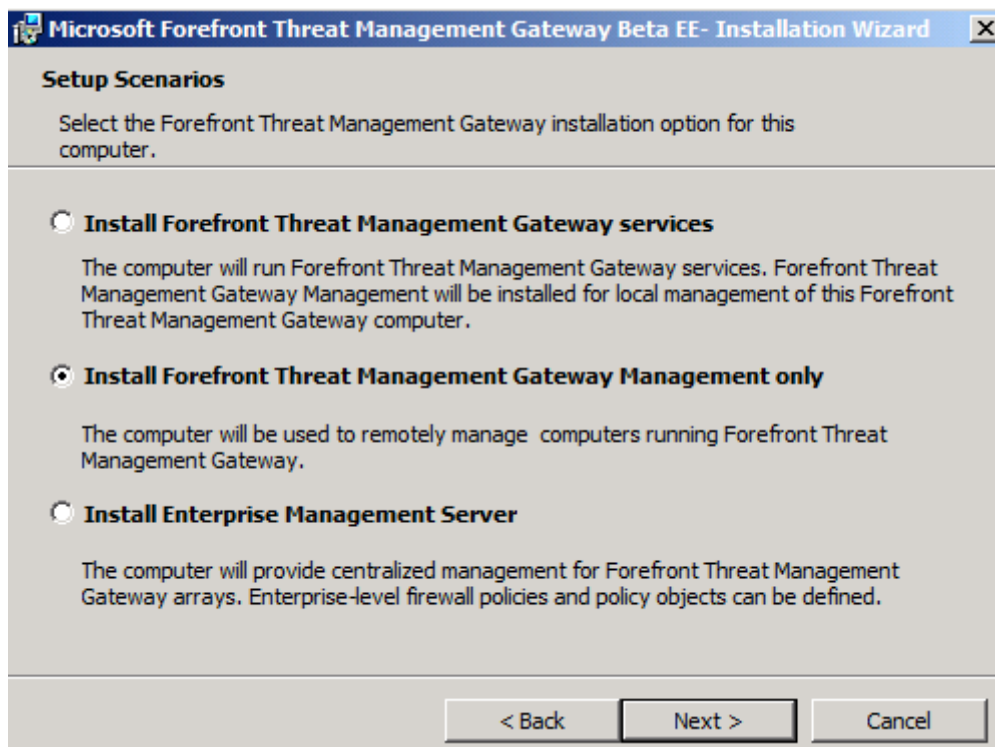 Microsoft Forefront Threat Management Gateway Beta EE- Installation Wizard
Setup Scenarios
Select the Forefront Threat Management Gateway installation option for this
computer.
Install Forefront Threat Management Gateway services
The computer will run Forefront Threat Management Gateway services. Forefront Threat
Management Gateway Management will be installed for local management of this Forefront
Threat Management Gateway computer.
Install Forefront Threat Management Gateway Management only
The computer will be used to remotely manage  computers running Forefront Threat
Management Gateway.
Install Enterprise Management Server
The computer will provide centralized management for Forefront Threat Management
Gateway arrays. Enterprise-level firewall policies and policy objects can be defined.
< Back Next > Cancel